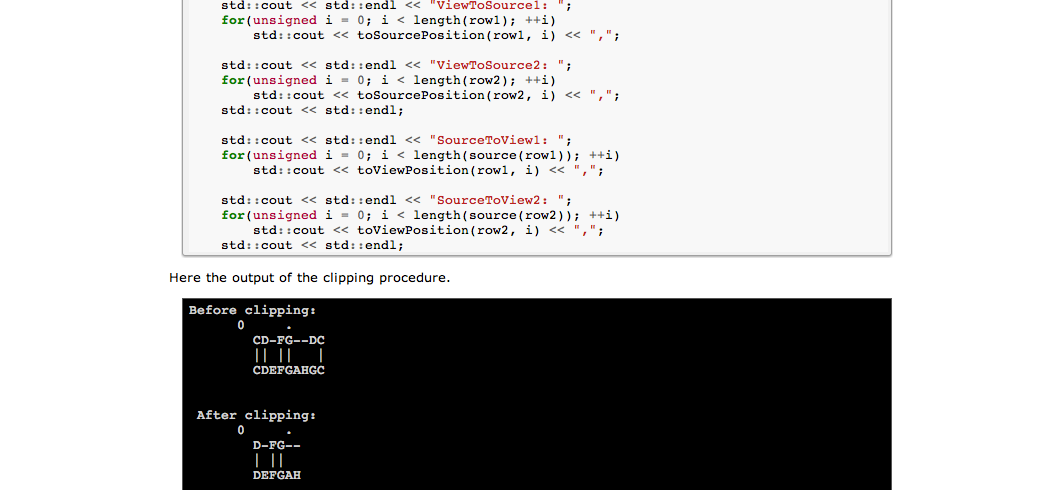 std::cout << std::endl << "ViewToSource1: ";
for(unsigned i = 0; i < length(row1); ++i)
    std::cout << toSourcePosition(row1, i) << ",";

std::cout << std::endl << "ViewToSource2: ";
for(unsigned i = 0; i < length(row2); ++i)
    std::cout << toSourcePosition(row2, i) << ",";
std::cout << std::endl;

std::cout << std::endl << "SourceToView1: ";
for(unsigned i = 0; i < length(source(row1)); ++i)
    std::cout << toViewPosition(row1, i) << ",";

std::cout << std::endl << "SourceToView2: ";
for(unsigned i = 0; i < length(source(row2)); ++i)
    std::cout << toViewPosition(row2, i) << ",";
std::cout << std::endl;
Here the output of the clipping procedure.
Before clipping:
      0     .
        CD-FG--DC
        || ||   |
        CDEFGAHGC

 After clipping:
      0     .
        D-FG--
        | ||
        DEFGAH